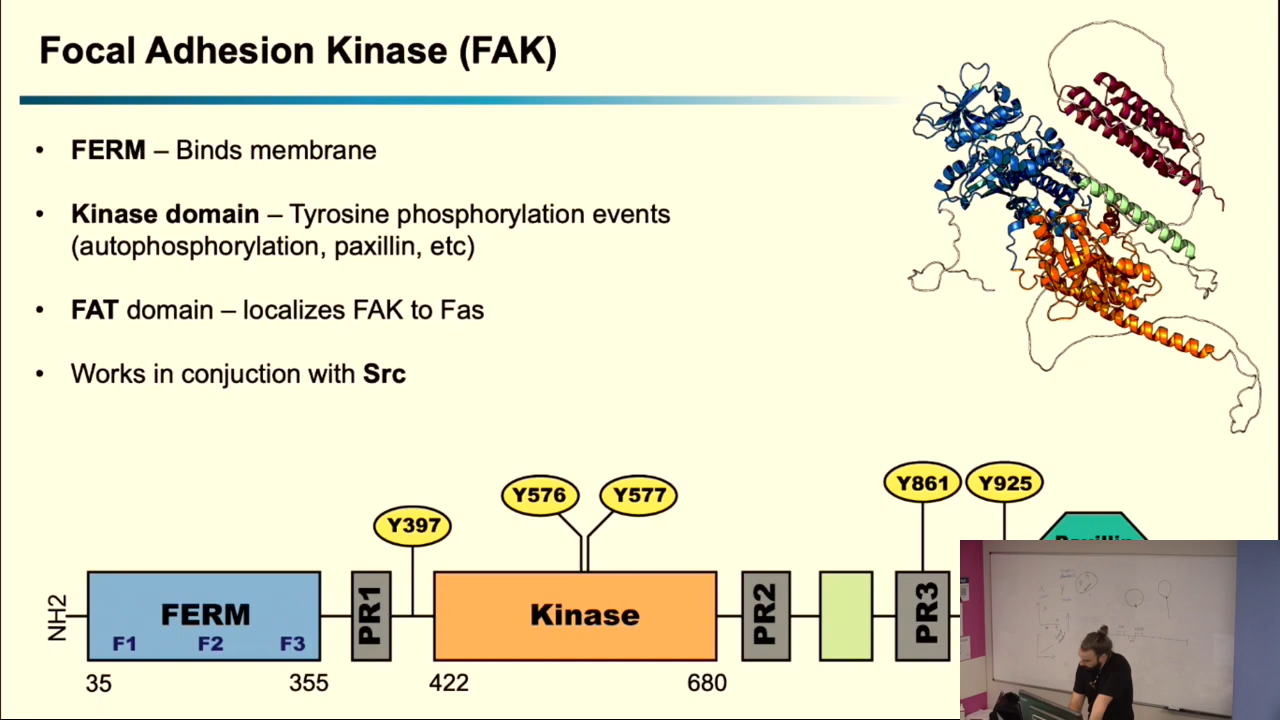 Focal Adhesion Kinase (FAK)
• FERM – Binds membrane
• Kinase domain – Tyrosine phosphorylation events
(autophosphorylation, paxillin, etc)
• FAT domain – localizes FAK to Fas
• Works in conjuction with Src
Y397
Y576
Y577
Y861
Y925
NH2
FERM
F1
F2
F3
PR1
Kinase
PR2
PR3
35
355
422
680